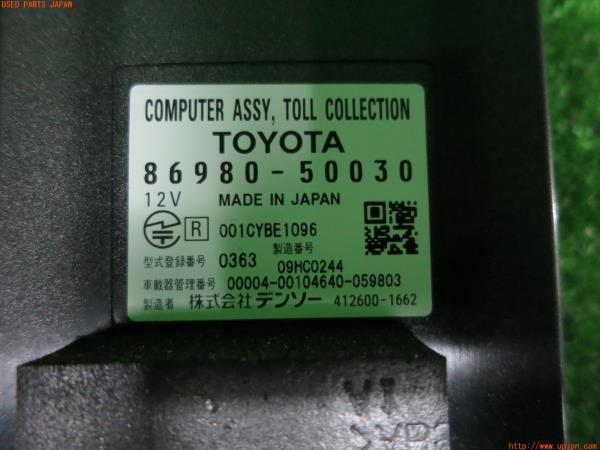 USED PARTS JAPAN
COMPUTER ASSY, TOLL COLLECTION
TOYOTA
86980-50030
12V MADE IN JAPAN
R 001CYBE1096
型式登録番号 0363 製造番号 09HC0244
車載器管理番号 00004-00104640-059803
製造者 株式会社デンソー 412600-1662
http://www.upjpn.com/